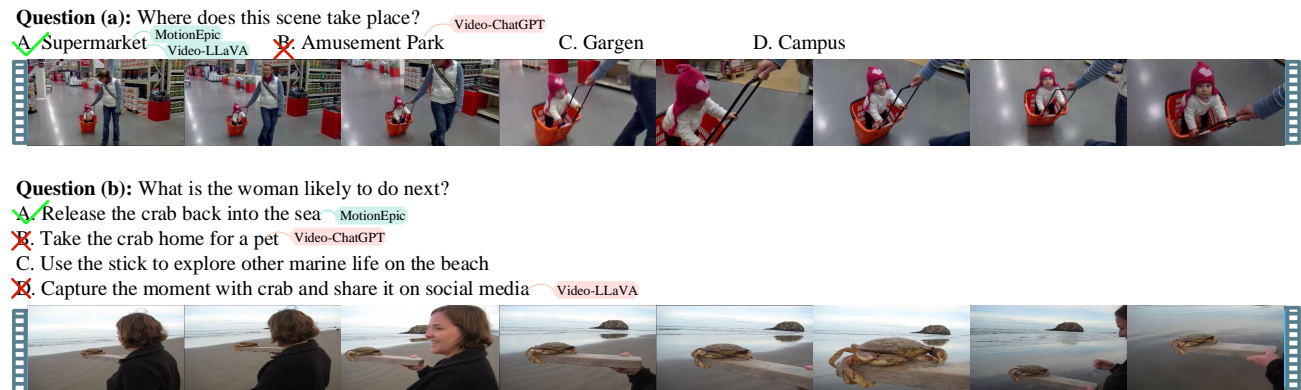 Question (a): Where does this scene take place?
Video-ChatGPT
A. Supermarket MotionEpic Video-LLaVA B. Amusement Park C. Gargen D. Campus
Question (b): What is the woman likely to do next?
A. Release the crab back into the sea MotionEpic
B. Take the crab home for a pet Video-ChatGPT
C. Use the stick to explore other marine life on the beach
D. Capture the moment with crab and share it on social media Video-LLaVA